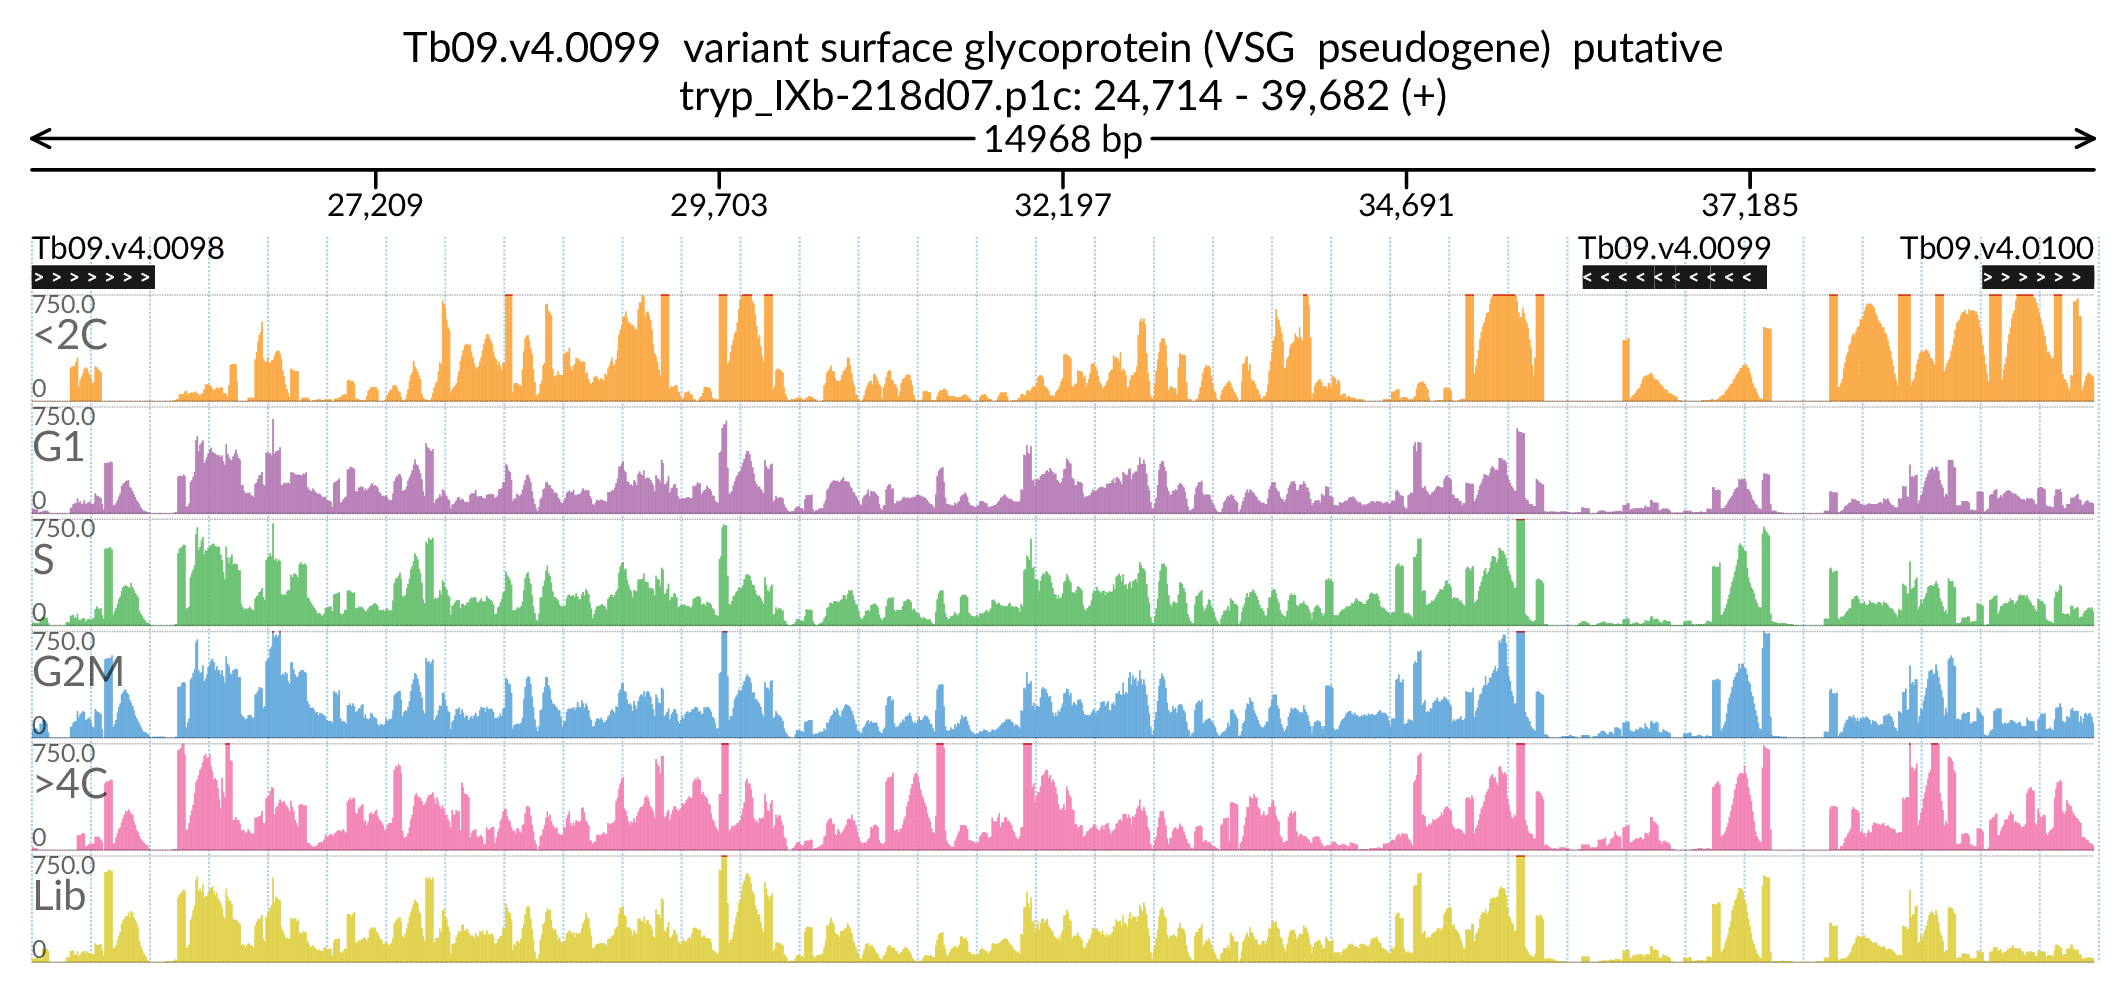 Tb09.v4.0099  variant surface glycoprotein (VSG  pseudogene)  putative
tryp_IXb-218d07.p1c: 24,714 - 39,682 (+)
14968 bp
27,209 29,703 32,197 34,691 37,185
Tb09.v4.0098 Tb09.v4.0099 Tb09.v4.0100
750.0
<2C
0
750.0
G1
0
750.0
S
0
750.0
G2M
0
750.0
>4C
0
750.0
Lib
0